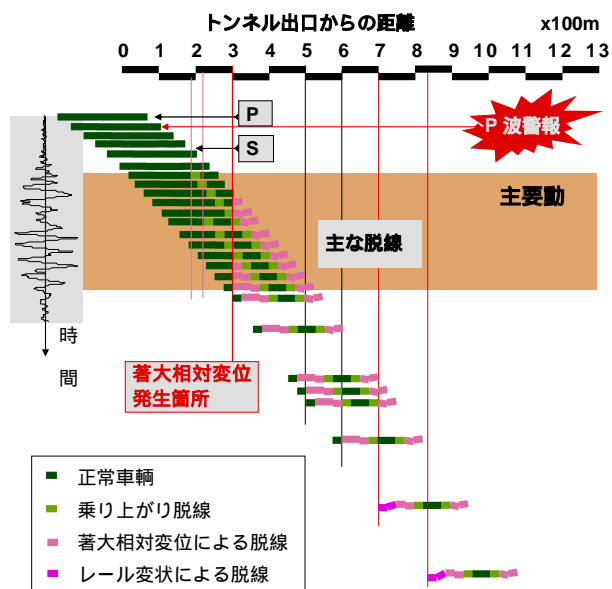 トンネル出口からの距離 x100m
0 1 2 3 4 5 6 7 8 9 10 11 12 13
P
P 波警報
S
主要動
主な脱線
時
間
著大相対変位
発生箇所
正常車輌
乗り上がり脱線
著大相対変位による脱線
レール変状による脱線